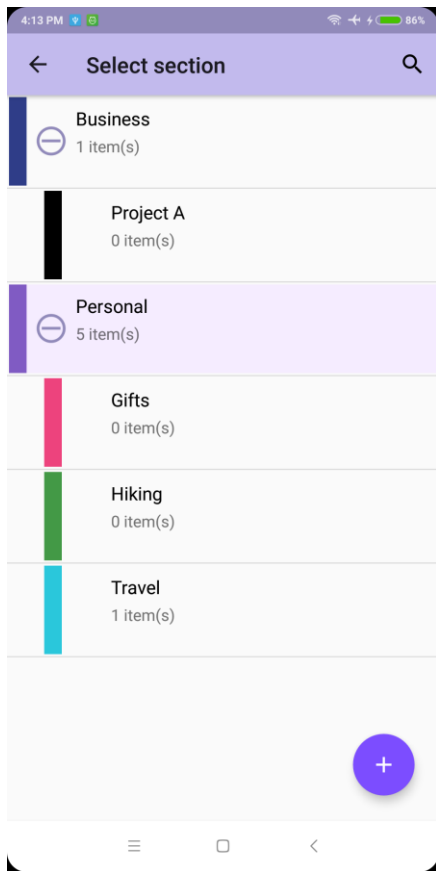 4:13 PM 86%
Select section
Business
1 item(s)
Project A
0 item(s)
Personal
5 item(s)
Gifts
0 item(s)
Hiking
0 item(s)
Travel
1 item(s)